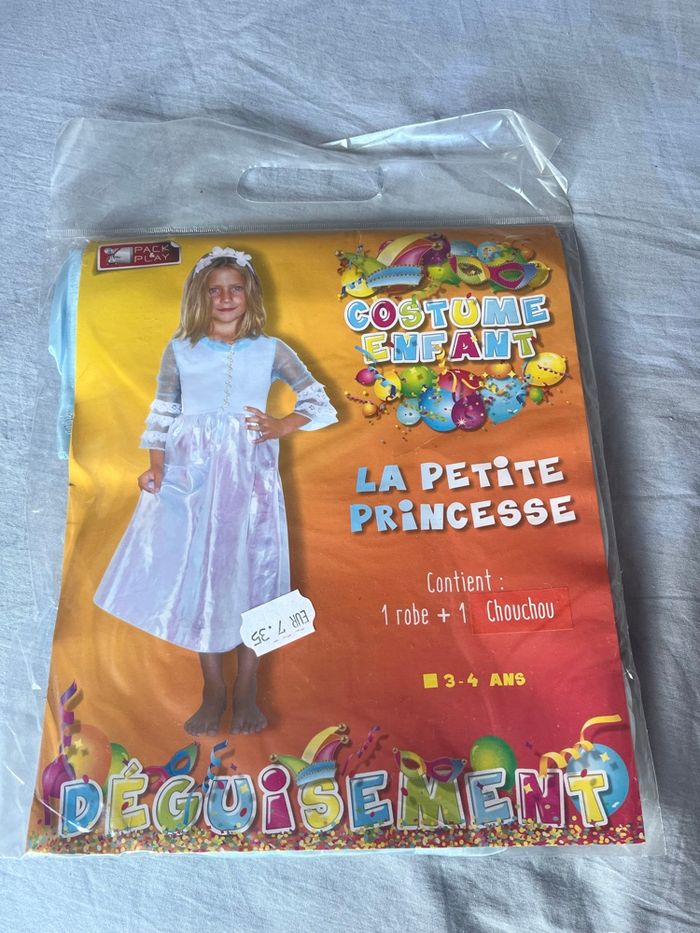 PACK
&
PLAY
COSTUME
ENFANT
LA PETITE
PRINCESSE
Contient :
1 robe + 1 Chouchou
3-4 ANS
EUR 7.35
DÉGUISEMENT